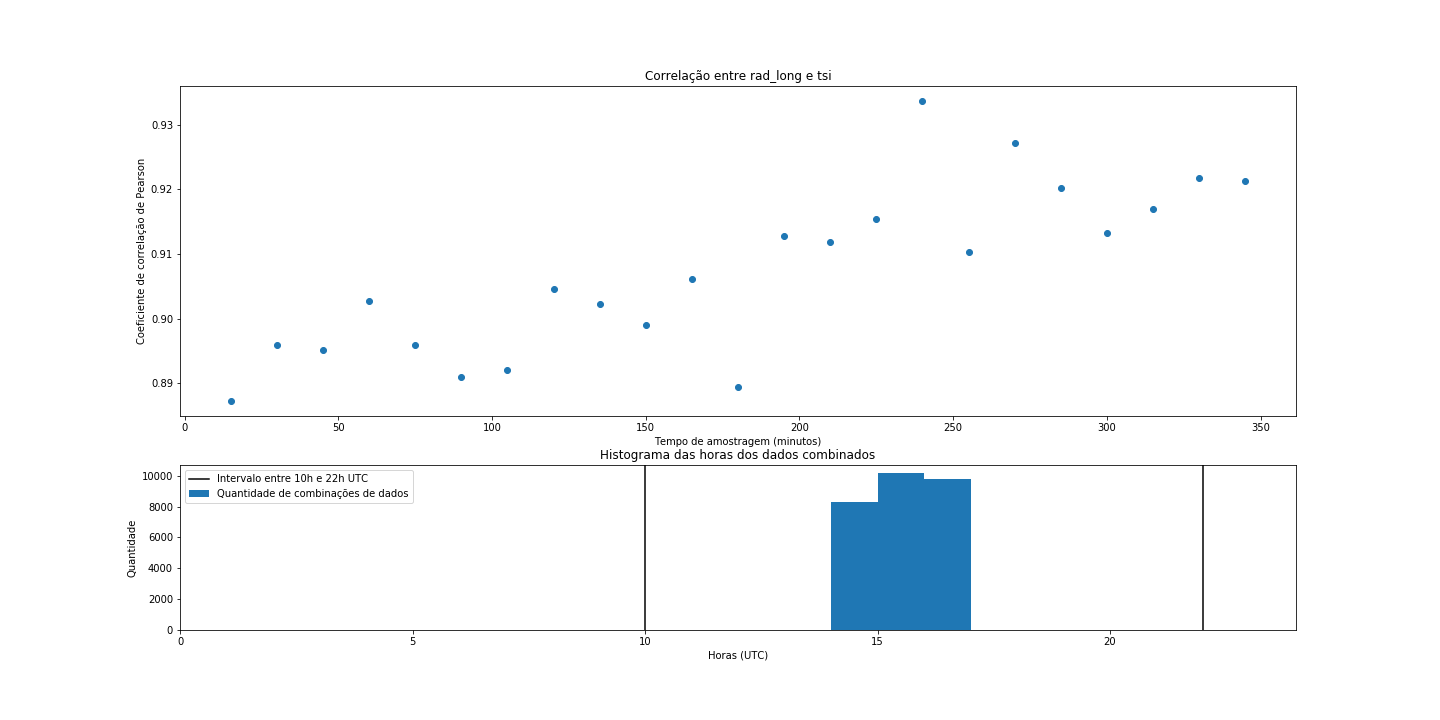 Correlação entre rad_long e tsi
Coeficiente de correlação de Pearson
0.93
0.92
0.91
0.90
0.89
0 50 100 150 200 250 300 350
Tempo de amostragem (minutos)
Histograma das horas dos dados combinados
Intervalo entre 10h e 22h UTC
Quantidade de combinações de dados
Quantidade
10000
8000
6000
4000
2000
0
0 5 10 15 20
Horas (UTC)